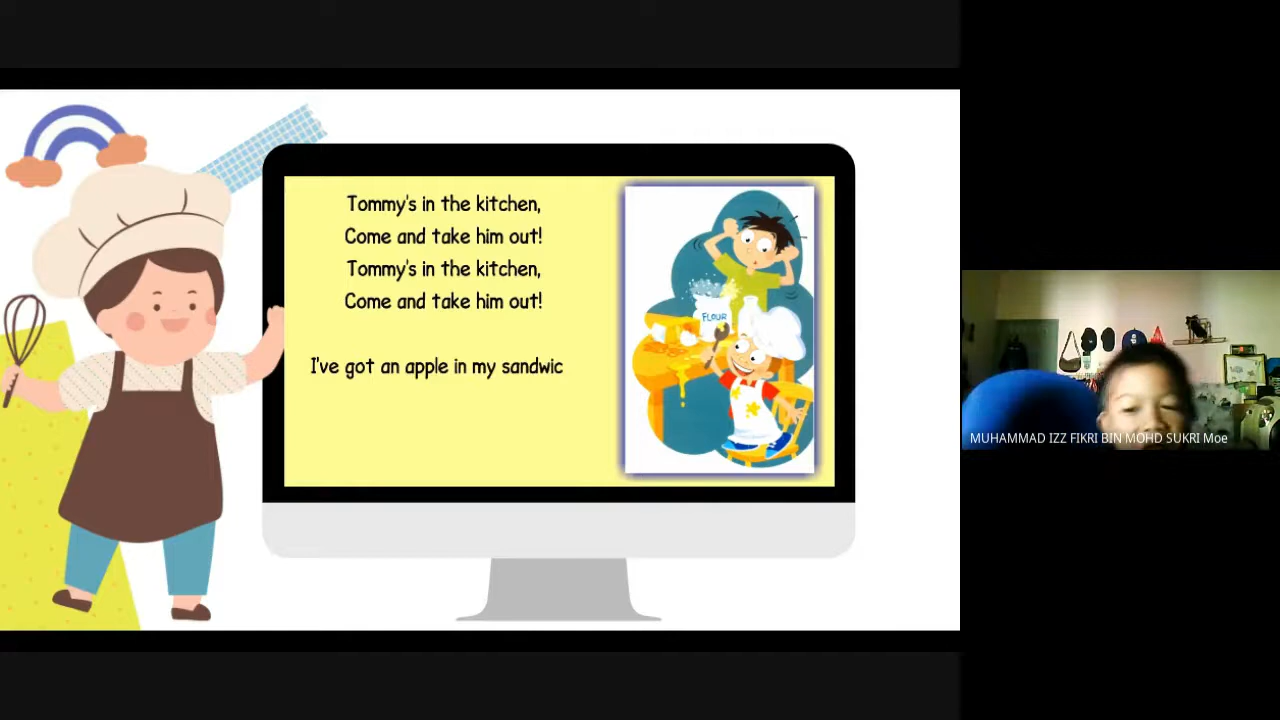 Tommy's in the kitchen,
Come and take him out!
Tommy's in the kitchen,
Come and take him out!
I've got an apple in my sandwic
FLOUR
MUHAMMAD IZZ FIKRI BIN MOHD SUKRI Moe